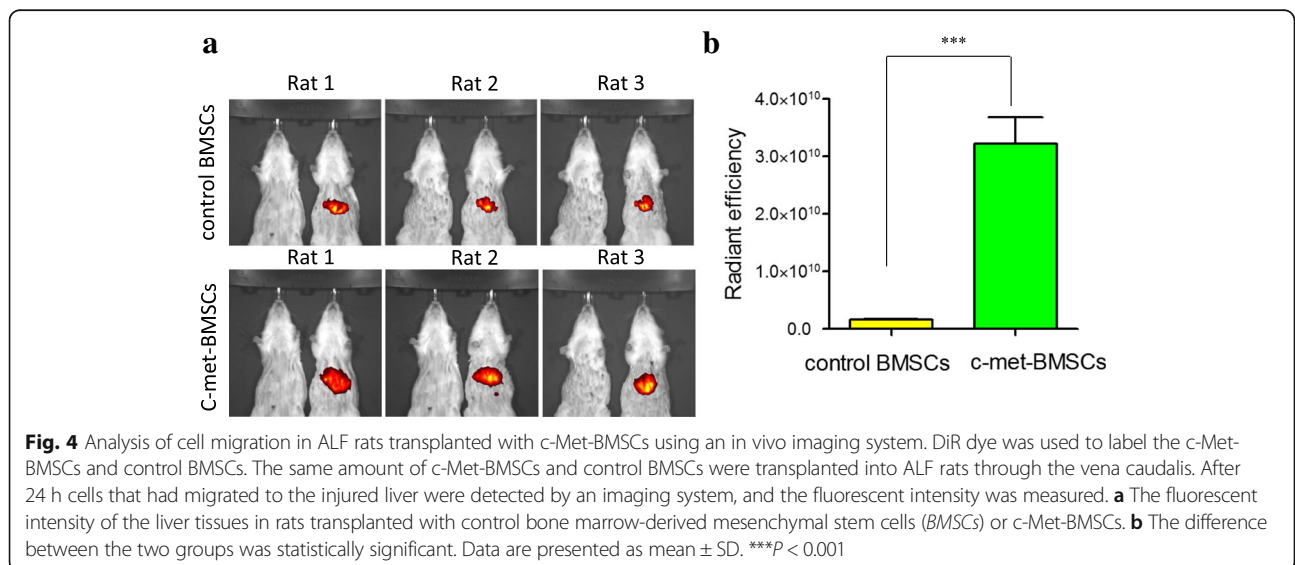 a
b
Rat 1
Rat 2
Rat 3
control BMSCs
Rat 1
Rat 2
Rat 3
C-met-BMSCs
***
4.0×10¹⁰
3.0×10¹⁰
2.0×10¹⁰
1.0×10¹⁰
0.0
Radiant efficiency
control BMSCs
c-met-BMSCs
Fig. 4 Analysis of cell migration in ALF rats transplanted with c-Met-BMSCs using an in vivo imaging system. DiR dye was used to label the c-Met-
BMSCs and control BMSCs. The same amount of c-Met-BMSCs and control BMSCs were transplanted into ALF rats through the vena caudalis. After
24 h cells that had migrated to the injured liver were detected by an imaging system, and the fluorescent intensity was measured. a The fluorescent
intensity of the liver tissues in rats transplanted with control bone marrow-derived mesenchymal stem cells (BMSCs) or c-Met-BMSCs. b The difference
between the two groups was statistically significant. Data are presented as mean ± SD. ***P < 0.001